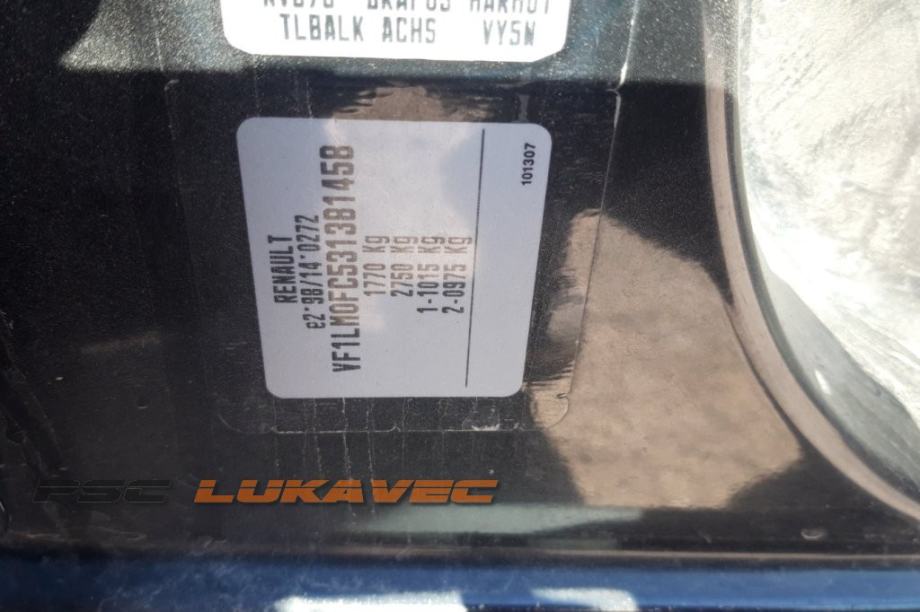 TLBALK ACHS VY5N
RENAULT
e2*98/14*0272
VF1LM0FC531381458
1770 Kg
2750 Kg
1-1015 Kg
2-0975 Kg
101307
PSC LUKAVEC